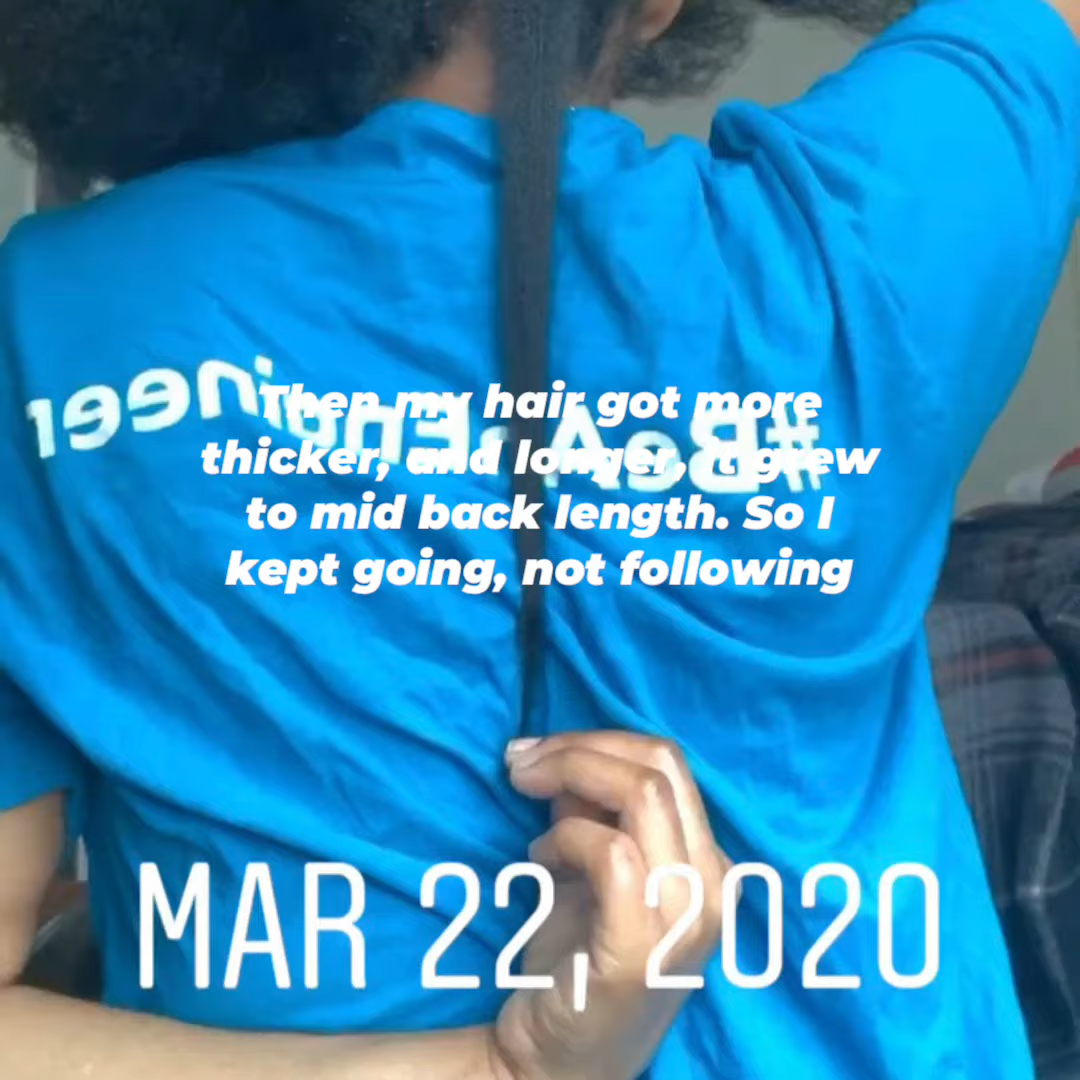 #BeAnEngineer
Then my hair got more
thicker, and longer, it grew
to mid back length. So I
kept going, not following
MAR 22, 2020